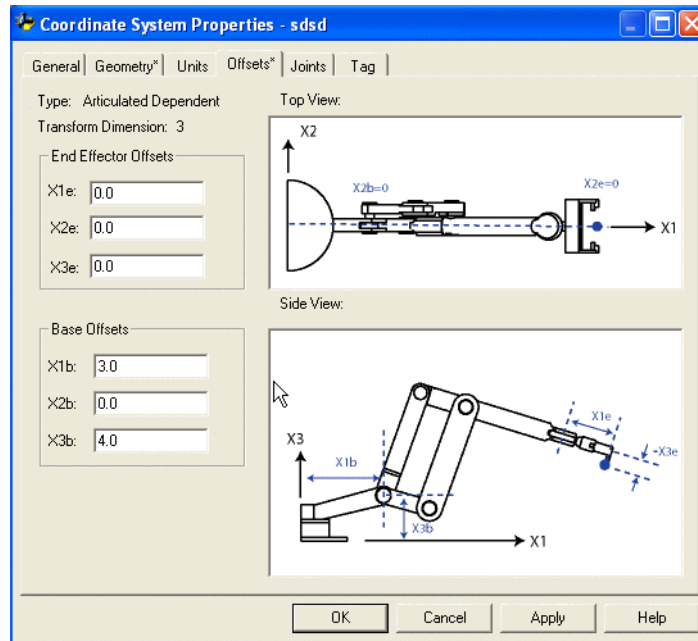 Coordinate System Properties - sdsd
General Geometry* Units Offsets* Joints Tag
Type: Articulated Dependent
Transform Dimension: 3
End Effector Offsets
X1e: 0.0
X2e: 0.0
X3e: 0.0
Base Offsets
X1b: 3.0
X2b: 0.0
X3b: 4.0
Top View:
X2
X2b=0
X2e=0
X1
Side View:
X1e
X3
X1b
-X3e
X3b
X1
OK Cancel Apply Help